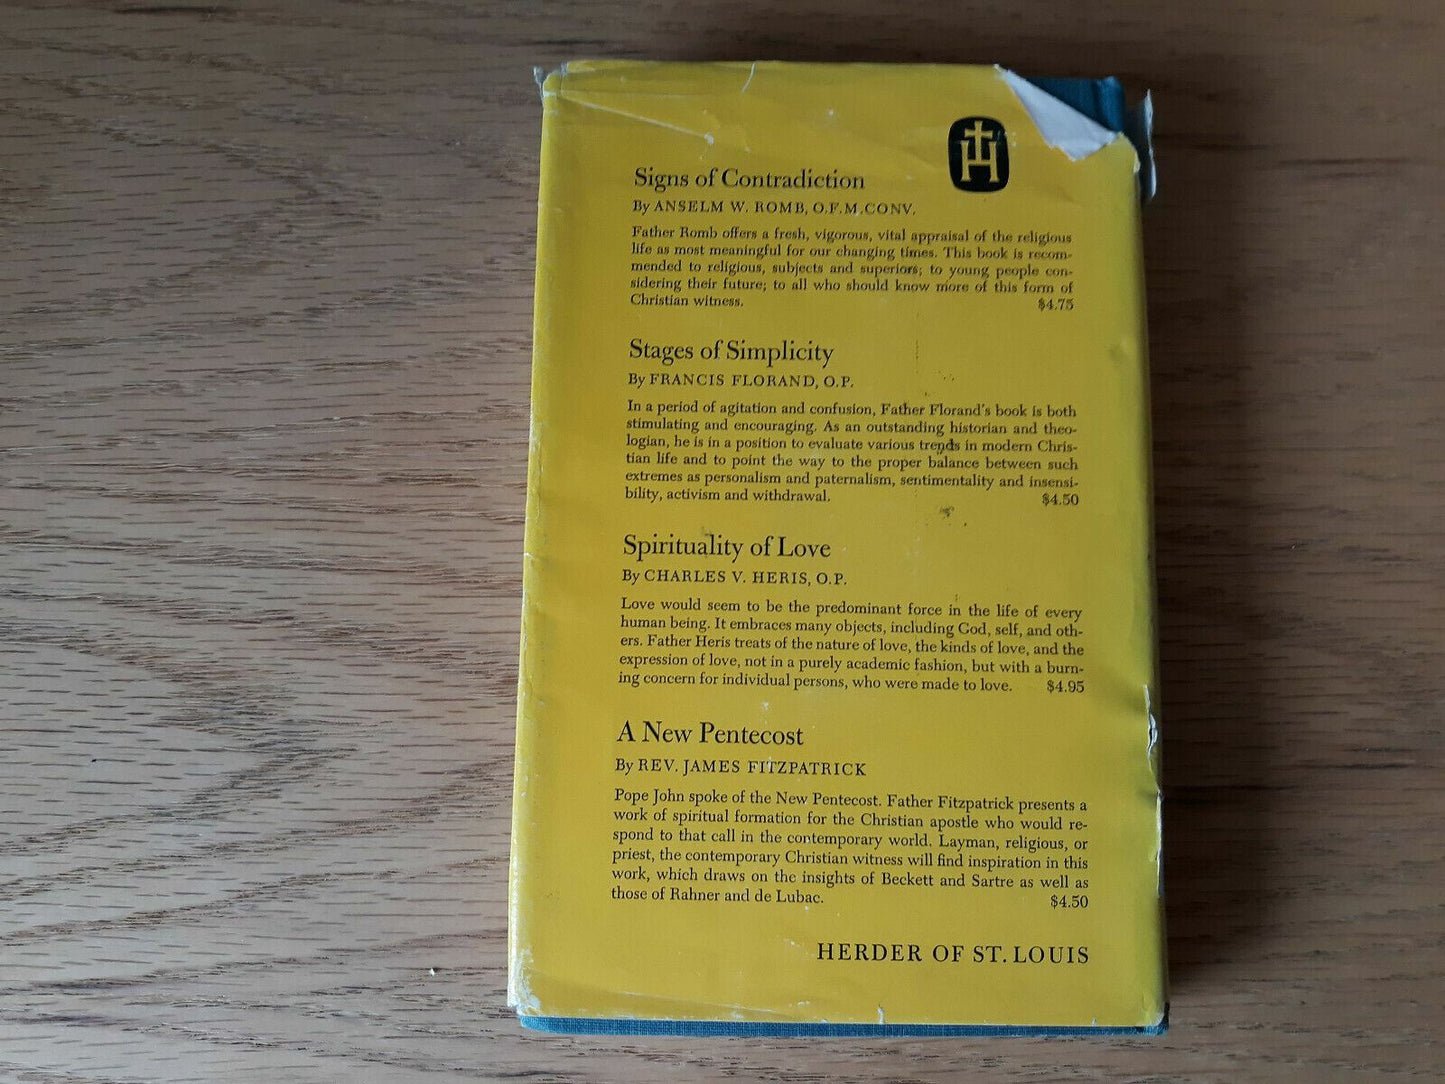 Signs of Contradiction
By ANSELM W. ROMB, O.F.M.CONV.
Father Romb offers a fresh, vigorous, vital appraisal of the religious
life as most meaningful for our changing times. This book is recom-
mended to religious, subjects and superiors; to young people con-
sidering their future; to all who should know more of this form of
Christian witness. $4.75
Stages of Simplicity
By FRANCIS FLORAND, O.P.
In a period of agitation and confusion, Father Florand's book is both
stimulating and encouraging. As an outstanding historian and theo-
logian, he is in a position to evaluate various trends in modern Chris-
tian life and to point the way to the proper balance between such
extremes as personalism and paternalism, sentimentality and insensi-
bility, activism and withdrawal. $4.50
Spirituality of Love
By CHARLES V. HERIS, O.P.
Love would seem to be the predominant force in the life of every
human being. It embraces many objects, including God, self, and oth-
ers. Father Heris treats of the nature of love, the kinds of love, and the
expression of love, not in a purely academic fashion, but with a burn-
ing concern for individual persons, who were made to love. $4.95
A New Pentecost
By REV. JAMES FITZPATRICK
Pope John spoke of the New Pentecost. Father Fitzpatrick presents a
work of spiritual formation for the Christian apostle who would re-
spond to that call in the contemporary world. Layman, religious, or
priest, the contemporary Christian witness will find inspiration in this
work, which draws on the insights of Beckett and Sartre as well as
those of Rahner and de Lubac. $4.50
HERDER OF ST. LOUIS